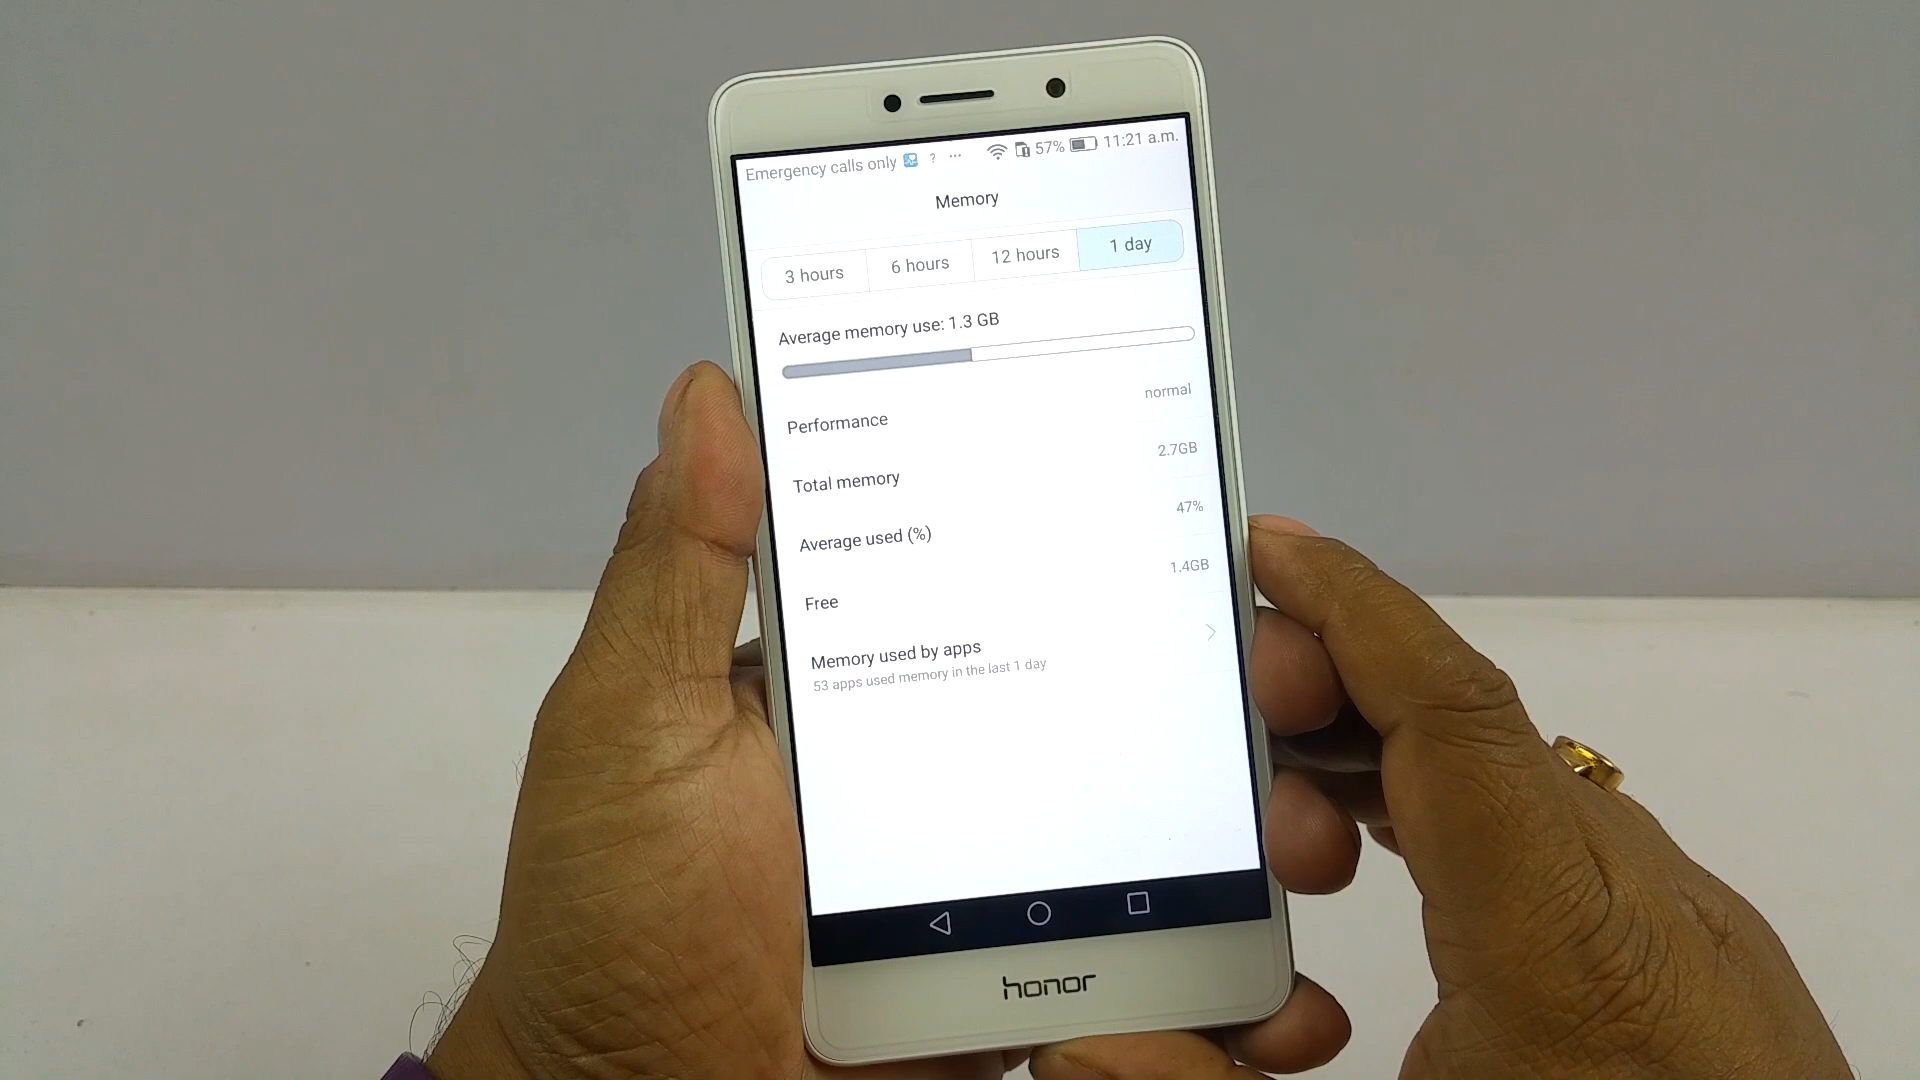 Emergency calls only ? ... 57% 11:21 a.m.
Memory
3 hours 6 hours 12 hours 1 day
Average memory use: 1.3 GB
Performance normal
Total memory 2.7GB
Average used (%) 47%
Free 1.4GB
Memory used by apps
53 apps used memory in the last 1 day
honor